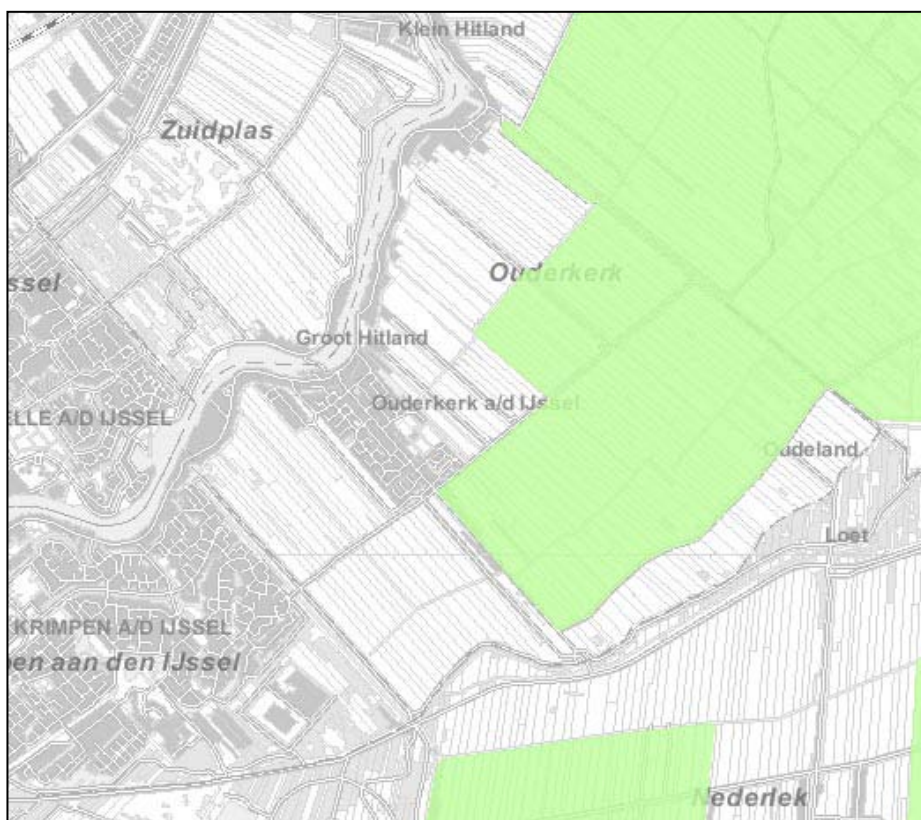 Klein Hitland
Zuidplas
Ouderkerk
ssel
Groot Hitland
Ouderkerk a/d IJssel
ELLE A/D IJSSEL
Oudeland
Loet
KRIMPEN A/D IJSSEL
pen aan den IJssel
Nederlek